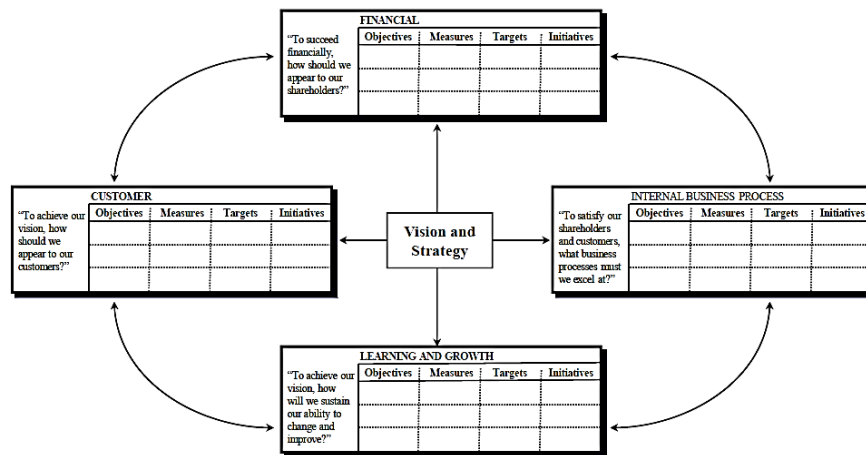 FINANCIAL
Objectives Measures Targets Initiatives
“To succeed
financially,
how should we
appear to our
shareholders?”
CUSTOMER
Objectives Measures Targets Initiatives
“To achieve our
vision, how
should we
appear to our
customers?”
Vision and
Strategy
INTERNAL BUSINESS PROCESS
Objectives Measures Targets Initiatives
“To satisfy our
shareholders
and customers,
what business
processes must
we excel at?”
LEARNING AND GROWTH
Objectives Measures Targets Initiatives
“To achieve our
vision, how
will we sustain
our ability to
change and
improve?”